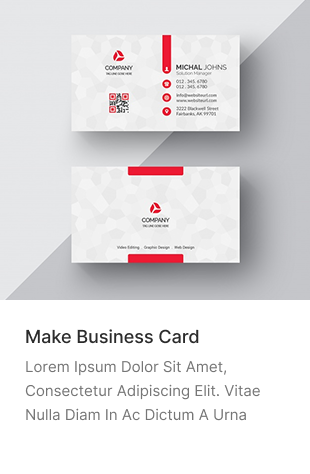 COMPANY
TAG LINE GOES HERE
MICHAL JOHNS
Solution Manager
012 . 345. 6780
012 . 345. 6780
info@websiteurl.com
www.websiteurl.com
3222 Blackwell Street
Fairbanks, AK 99701
COMPANY
TAG LINE GOES HERE
Video Editing Graphic Design Web Design
Make Business Card
Lorem Ipsum Dolor Sit Amet,
Consectetur Adipiscing Elit. Vitae
Nulla Diam In Ac Dictum A Urna